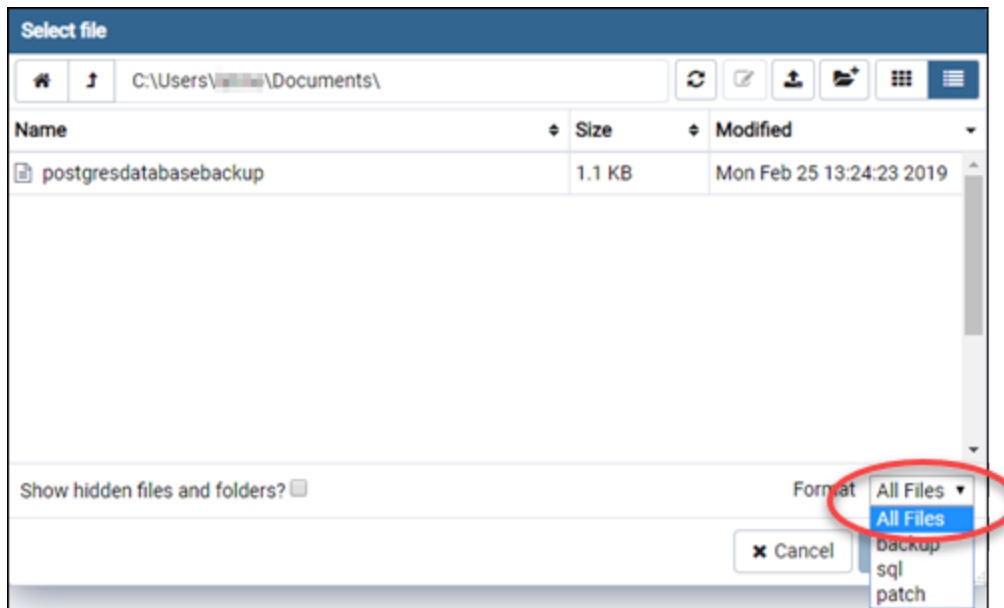 Select file
C:\Users\ \Documents\
Name Size Modified
postgresdatabasebackup 1.1 KB Mon Feb 25 13:24:23 2019
Show hidden files and folders? Format All Files
All Files
Cancel backup
sql
patch